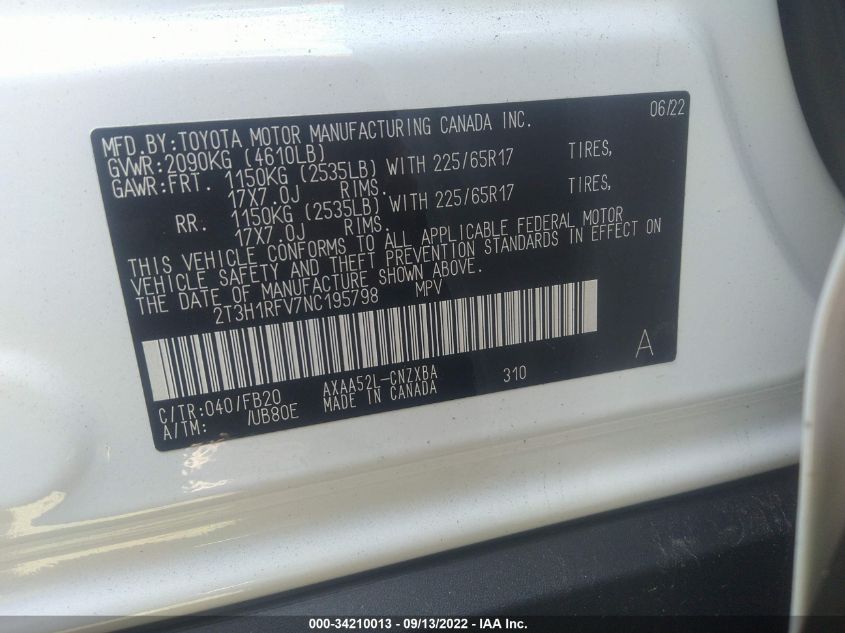 MFD.BY:TOYOTA MOTOR MANUFACTURING CANADA INC. 06/22
GVWR:2090KG (4610LB)
GAWR:FRT. 1150KG (2535LB) WITH 225/65R17 TIRES,
17X7.0J RIMS.
RR. 1150KG (2535LB) WITH 225/65R17 TIRES,
17X7.0J RIMS.
THIS VEHICLE CONFORMS TO ALL APPLICABLE FEDERAL MOTOR
VEHICLE SAFETY AND THEFT PREVENTION STANDARDS IN EFFECT ON
THE DATE OF MANUFACTURE SHOWN ABOVE.
2T3H1RFV7NC195798 MPV
A
C/TR:040/FB20 AXAA52L-CNZXBA 310
A/TM: /UB80E MADE IN CANADA
000-34210013 - 09/13/2022 - IAA Inc.